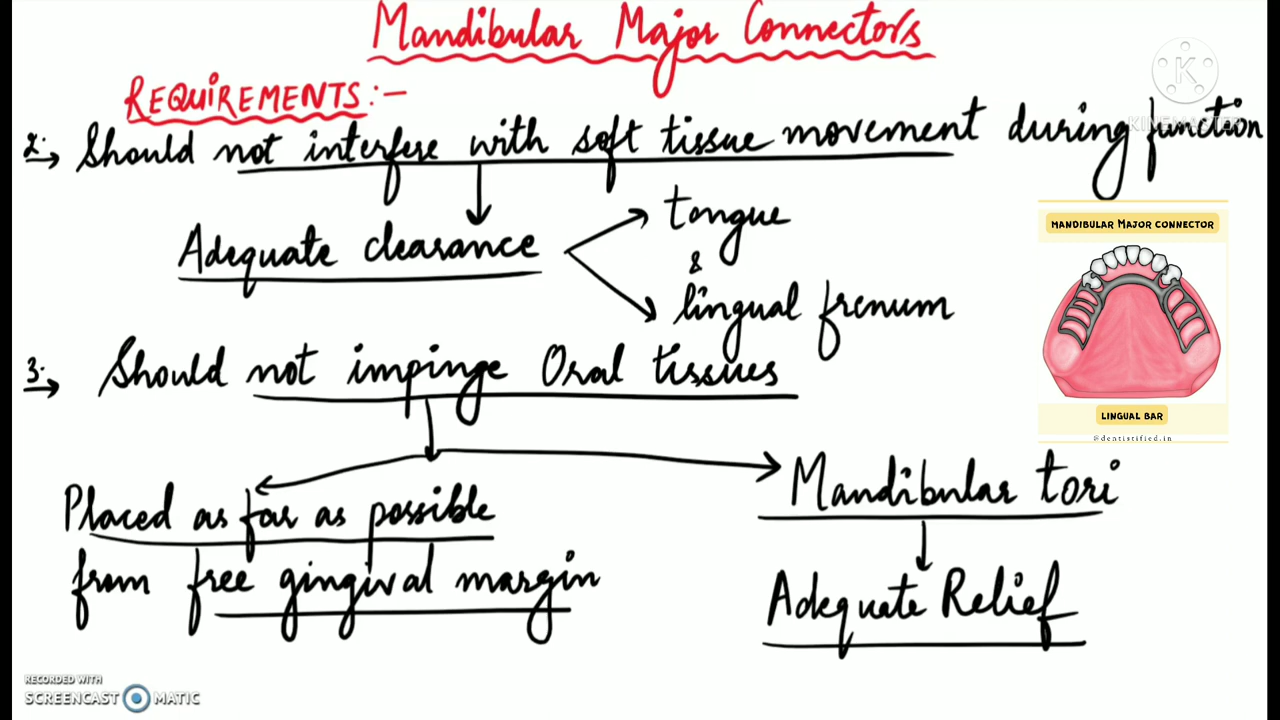 Mandibular Major Connectors
REQUIREMENTS:-
2:→ Should not interfere with soft tissue movement during function
KINEMASTER
Adequate clearance
tongue
&
lingual frenum
MANDIBULAR MAJOR CONNECTOR
LINGUAL BAR
@dentistified.in
3:→ Should not impinge Oral tissues
Placed as far as possible
from free gingival margin
Mandibular tori
Adequate Relief
RECORDED WITH
SCREENCAST MATIC